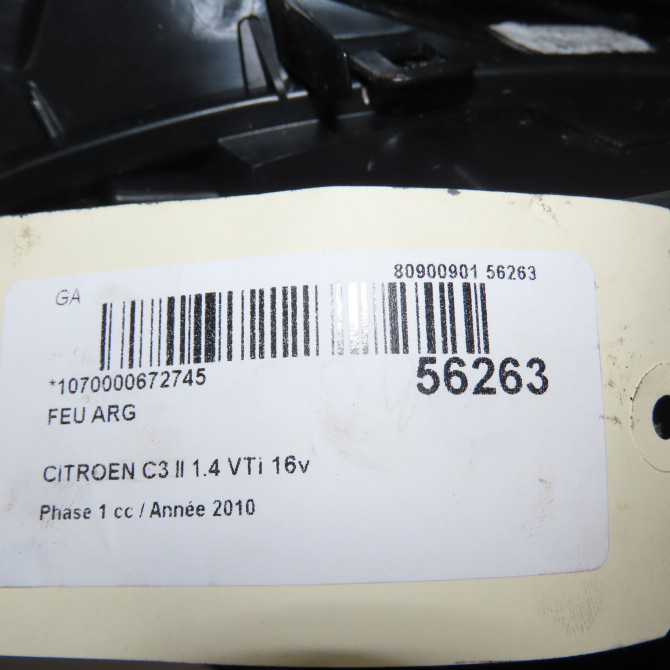 80900901 56263
GA
*1070000672745
56263
FEU ARG
CITROEN C3 II 1.4 VTi 16v
Phase 1 cc / Année 2010